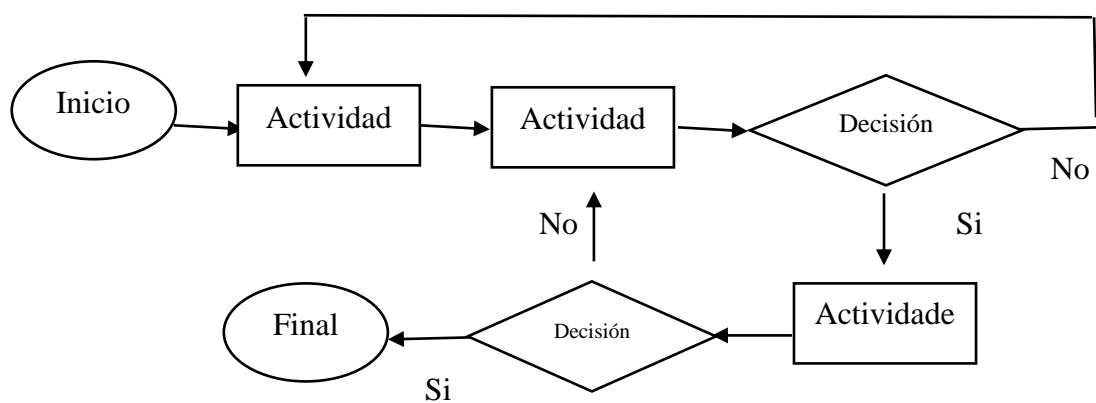 Inicio
Actividad
Actividad
Decisión
No
Si
No
Actividade
Decisión
Final
Si